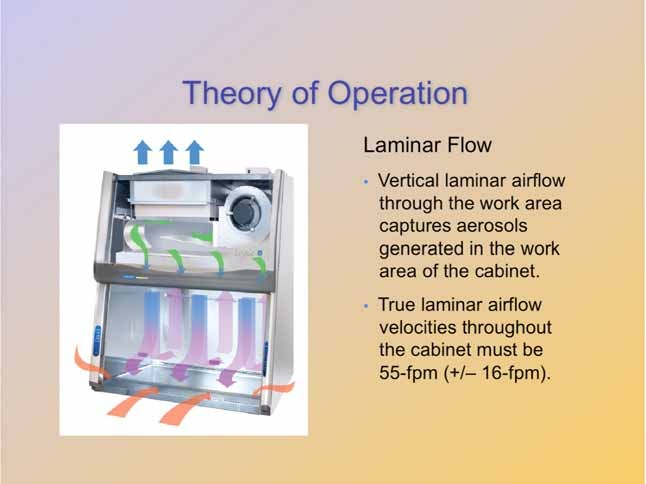 Theory of Operation
Laminar Flow
• Vertical laminar airflow
through the work area
captures aerosols
generated in the work
area of the cabinet.
• True laminar airflow
velocities throughout
the cabinet must be
55-fpm (+/– 16-fpm).